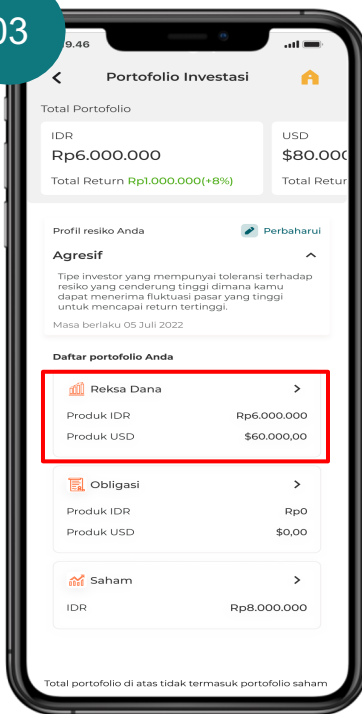 03
9.46
Portofolio Investasi
Total Portofolio
IDR
Rp6.000.000
Total Return Rp1.000.000(+8%)
USD
$80.000
Total Retur
Profil resiko Anda
Perbaharui
Agresif
Tipe investor yang mempunyai toleransi terhadap
resiko yang cenderung tinggi dimana kamu
dapat menerima fluktuasi pasar yang tinggi
untuk mencapai return tertinggi.
Masa berlaku 05 Juli 2022
Daftar portofolio Anda
Reksa Dana
Produk IDR Rp6.000.000
Produk USD $60.000,00
Obligasi
Produk IDR Rp0
Produk USD $0,00
Saham
IDR Rp8.000.000
Total portofolio di atas tidak termasuk portofolio saham